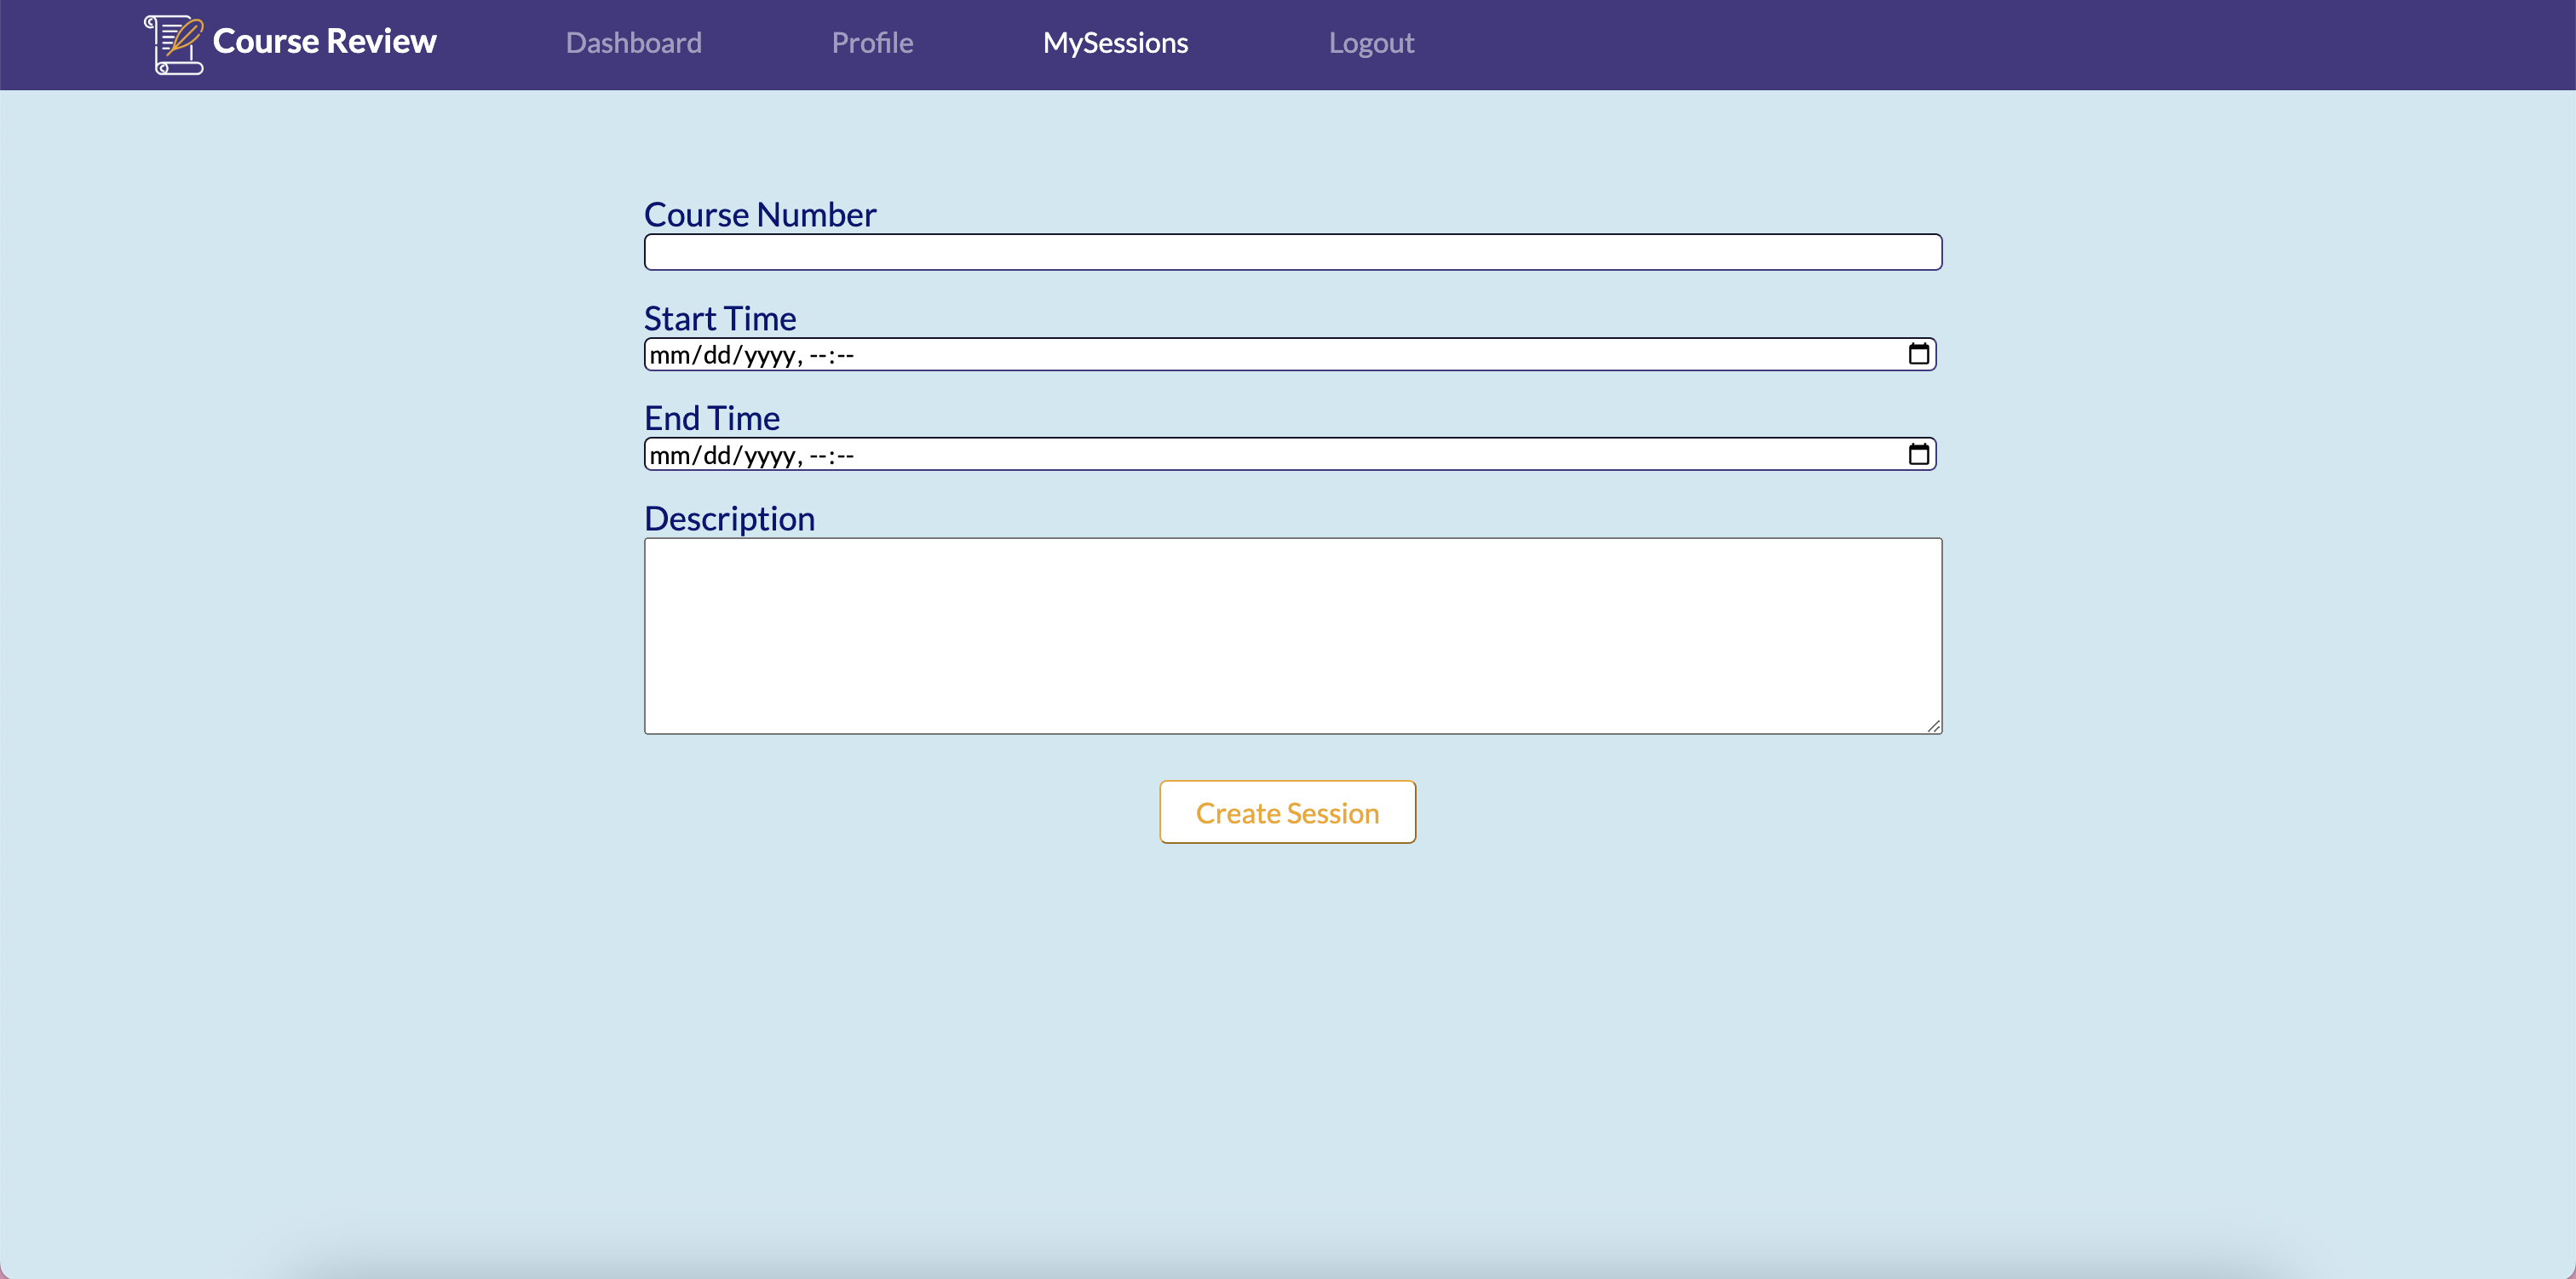 Course Review Dashboard Profile MySessions Logout
Course Number
Start Time
mm/dd/yyyy, --:--
End Time
mm/dd/yyyy, --:--
Description
Create Session